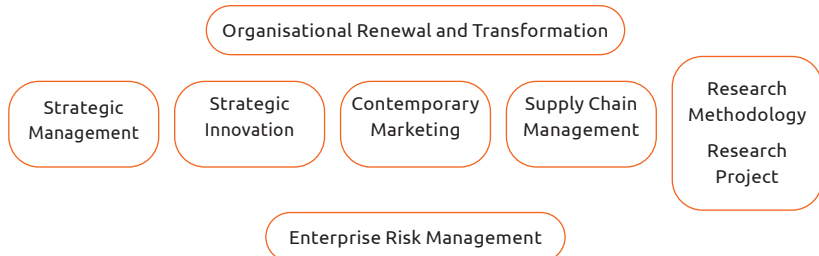 Organisational Renewal and Transformation
Strategic
Management
Strategic
Innovation
Contemporary
Marketing
Supply Chain
Management
Research
Methodology
Research
Project
Enterprise Risk Management